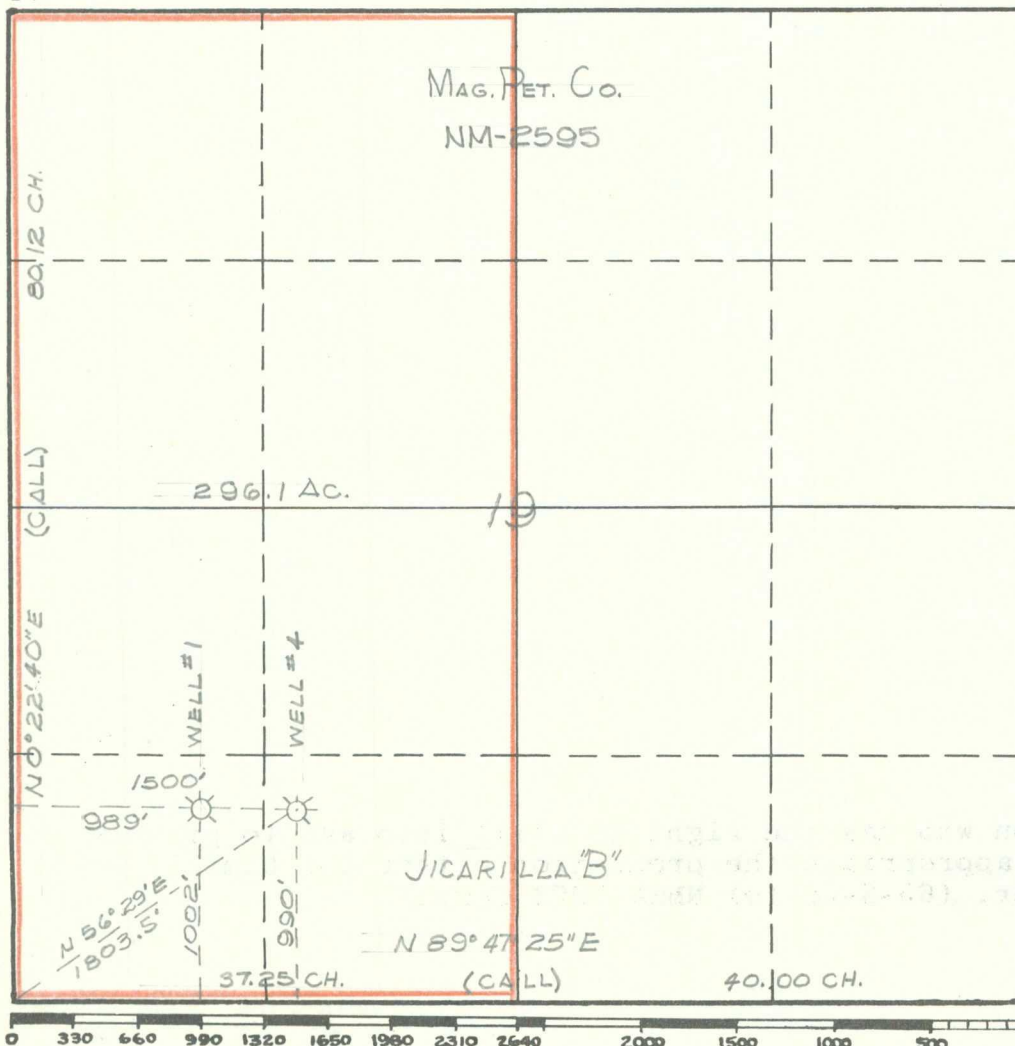 MAG. PET. CO.
NM-2595
80.12 CH.
(CALL)
N 0° 22' 40" E
296.1 AC.
19
WELL #1
WELL #4
1500'
989'
1002'
990'
N 56° 29' E
1803.5'
JICARILLA "B"
N 89° 47' 25" E
37.25 CH.
(CALL)
40.00 CH.
0 330 660 990 1320 1650 1980 2310 2640 2000 1500 1000 500